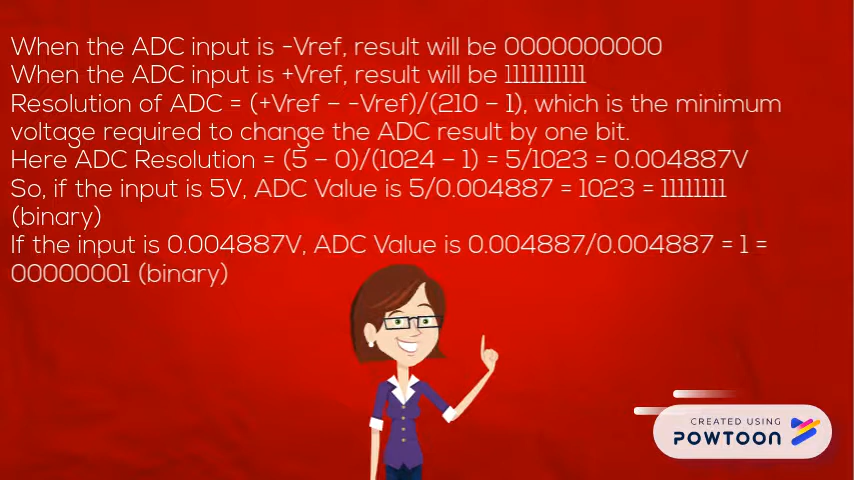 When the ADC input is -Vref, result will be 0000000000
When the ADC input is +Vref, result will be 1111111111
Resolution of ADC = (+Vref – -Vref)/(210 – 1), which is the minimum
voltage required to change the ADC result by one bit.
Here ADC Resolution = (5 – 0)/(1024 – 1) = 5/1023 = 0.004887V
So, if the input is 5V, ADC Value is 5/0.004887 = 1023 = 11111111
(binary)
If the input is 0.004887V, ADC Value is 0.004887/0.004887 = 1 =
00000001 (binary)
CREATED USING
POWTOON